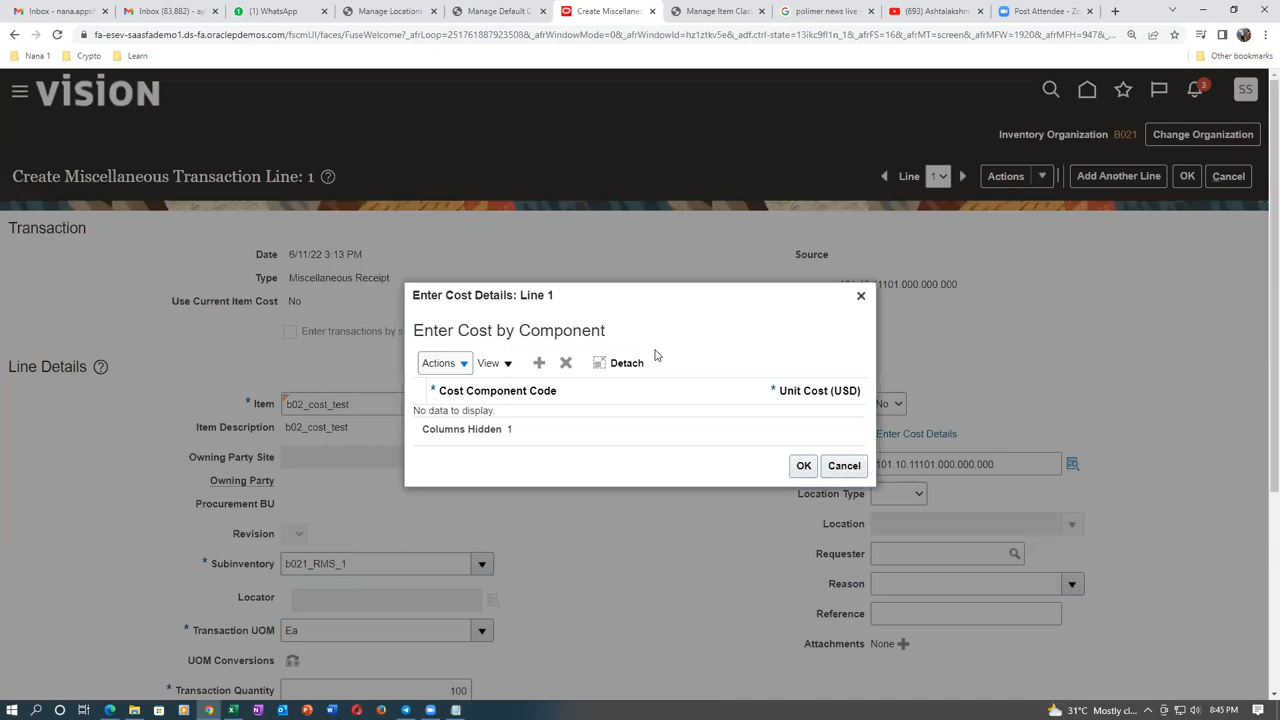 Inbox - nana.apps@
Inbox (83,882) - ap
(1) WhatsApp
Manage Locations
Manage Default C
Create Miscellane
Manage Item Class
polimer news live
(693) Ashtalakshm
Post Attendee - Zo
fa-esev-saasfademo1.ds-fa.oraclepdemos.com/fscmUI/faces/FuseWelcome?_afrLoop=251761887923508&_afrWindowMode=0&_afrWindowId=hz1ztkv5e&_adf.ctrl-state=13ikc9fl1n_1&_afrFS=16&_afrMT=screen&_afrMFW=1920&_afrMFH=947&...
Nana 1 Crypto Learn Other bookmarks
VISION 3 SS
Inventory Organization B021 Change Organization
Create Miscellaneous Transaction Line: 1 Line 1 Actions Add Another Line OK Cancel
Transaction
Date 6/11/22 3:13 PM Source
Type Miscellaneous Receipt 11101.000.000.000
Use Current Item Cost No
Enter transactions by s
Line Details
* Item b02_cost_test No
Item Description b02_cost_test Enter Cost Details
Owning Party Site
Owning Party 101.10.11101.000.000.000
Procurement BU Location Type
Revision Location
Requester
* Subinventory b021_RMS_1 Reason
Locator Reference
* Transaction UOM Ea Attachments None
UOM Conversions
* Transaction Quantity 100
Enter Cost Details: Line 1
Enter Cost by Component
Actions View Detach
* Cost Component Code * Unit Cost (USD)
No data to display.
Columns Hidden 1
OK Cancel
31°C Mostly c... 8:45 PM